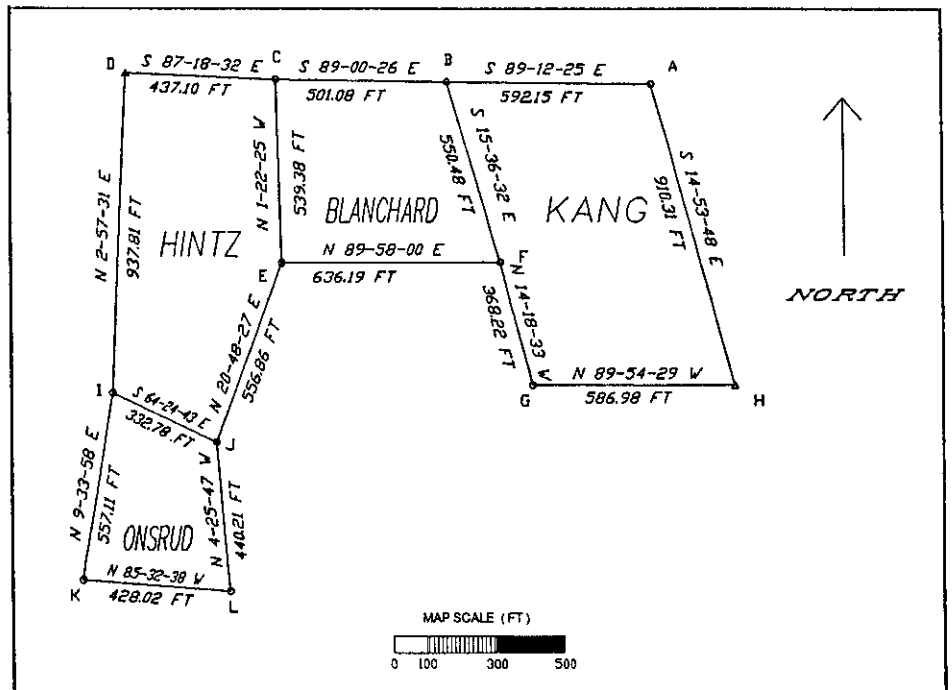 D
S 87-18-32 E
437.10 FT
C
S 89-00-26 E
501.08 FT
B
S 89-12-25 E
592.15 FT
A
N 2-57-31 E
937.81 FT
HINTZ
N 1-22-25 W
539.38 FT
BLANCHARD
S 15-36-32 E
550.48 FT
KANG
S 14-53-48 E
910.31 FT
NORTH
E
N 89-58-00 E
636.19 FT
F
N 14-18-33 W
368.22 FT
G
N 89-54-29 W
586.98 FT
H
N 20-48-27 E
556.86 FT
I
S 64-24-43 E
332.78 FT
J
N 9-33-58 E
557.11 FT
ONSRUD
N 4-25-47 W
440.21 FT
K
N 85-32-38 W
428.02 FT
L
MAP SCALE (FT)
0 100 300 500